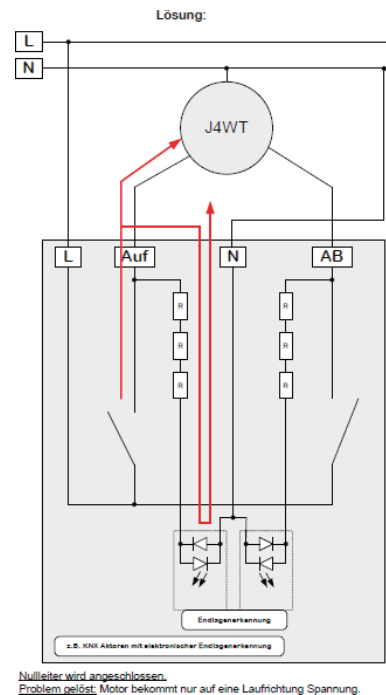 Lösung:
L
N
J4WT
L
Auf
N
AB
R
R
R
R
R
R
Endlagenerkennung
z.B. KNX Aktoren mit elektronischer Endlagenerkennung
Nullleiter wird angeschlossen.
Problem gelöst: Motor bekommt nur auf eine Laufrichtung Spannung.